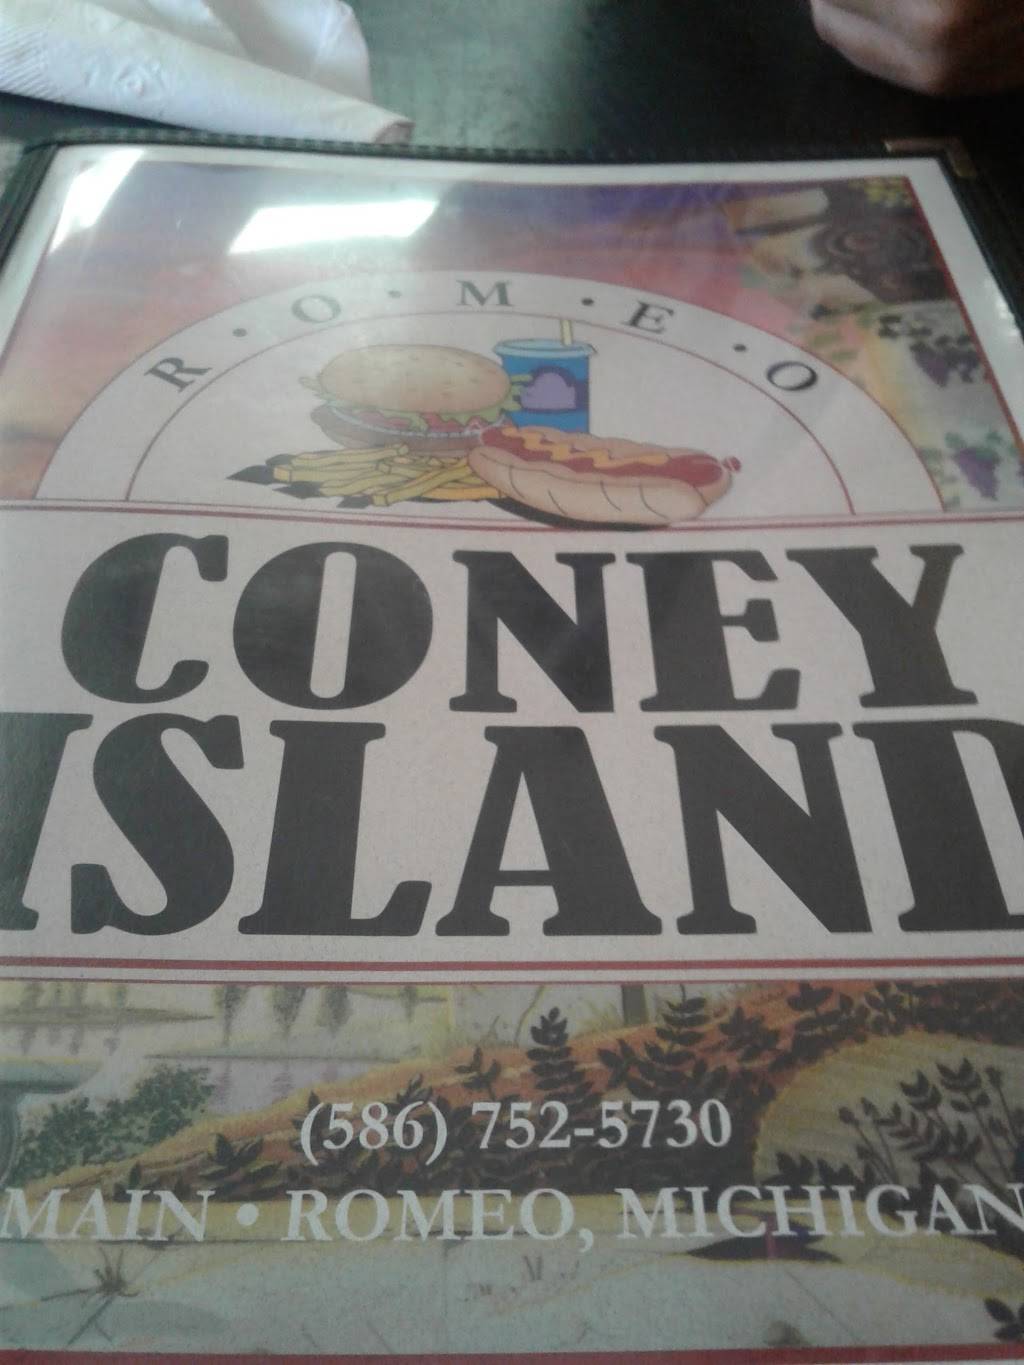 R • O • M • E • O
CONEY
ISLAND
(586) 752-5730
MAIN • ROMEO, MICHIGAN